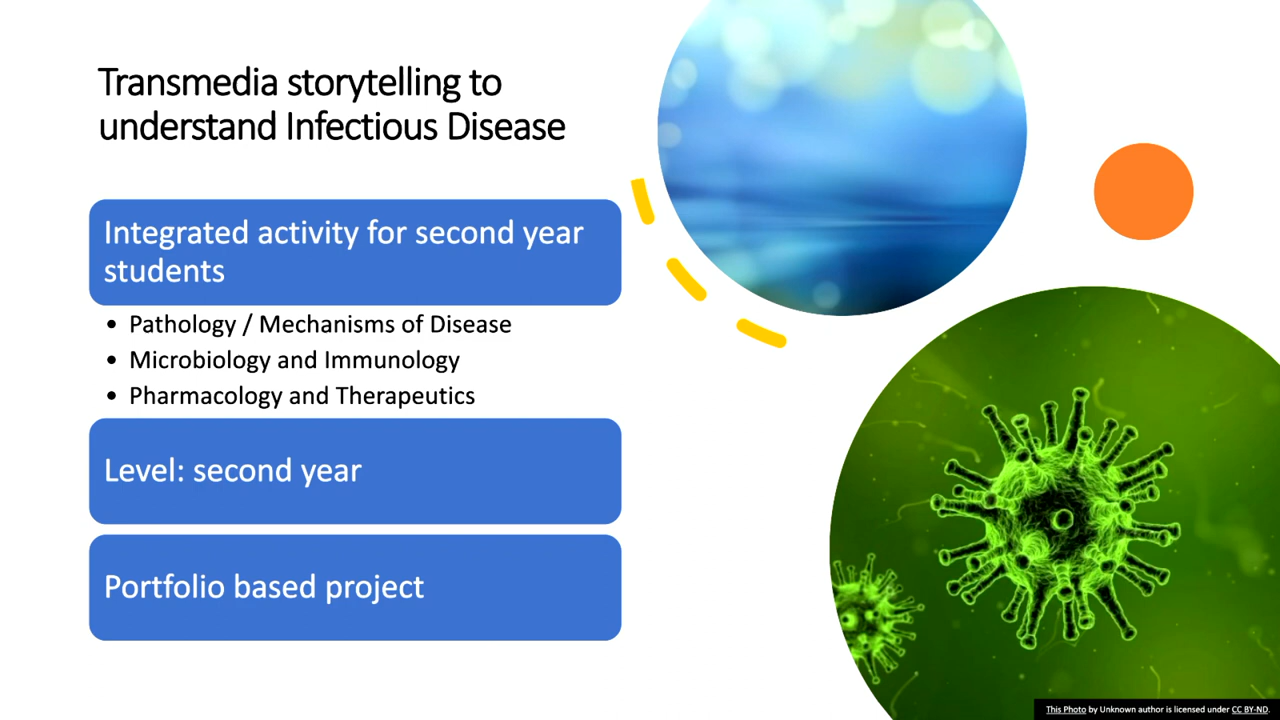 Transmedia storytelling to
understand Infectious Disease
Integrated activity for second year
students
• Pathology / Mechanisms of Disease
• Microbiology and Immunology
• Pharmacology and Therapeutics
Level: second year
Portfolio based project
This Photo by Unknown author is licensed under CC BY-ND.